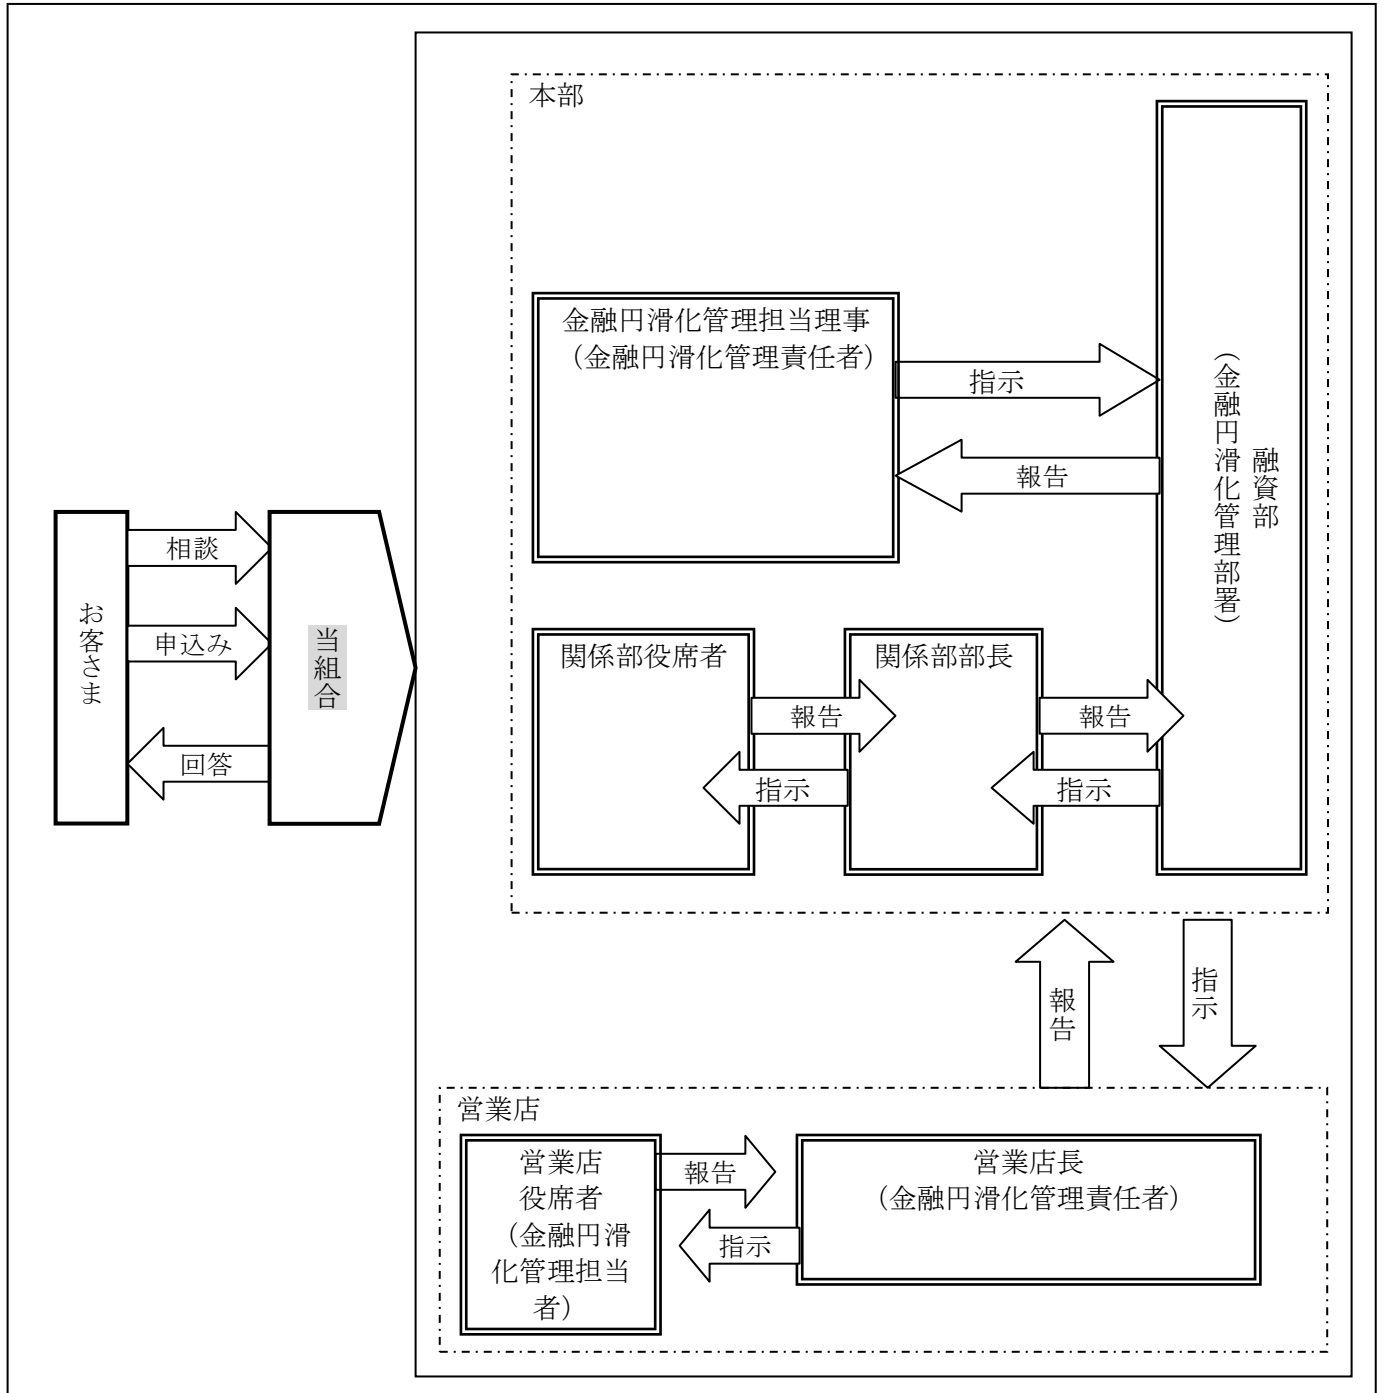 本部
金融円滑化管理担当理事
（金融円滑化管理責任者）
指示
報告
融資部
（金融円滑化管理部署）
お客さま
相談
申込み
回答
当組合
関係部役席者
報告
指示
関係部部長
報告
指示
報告
指示
営業店
営業店
役席者
（金融円滑
化管理担当
者）
報告
指示
営業店長
（金融円滑化管理責任者）